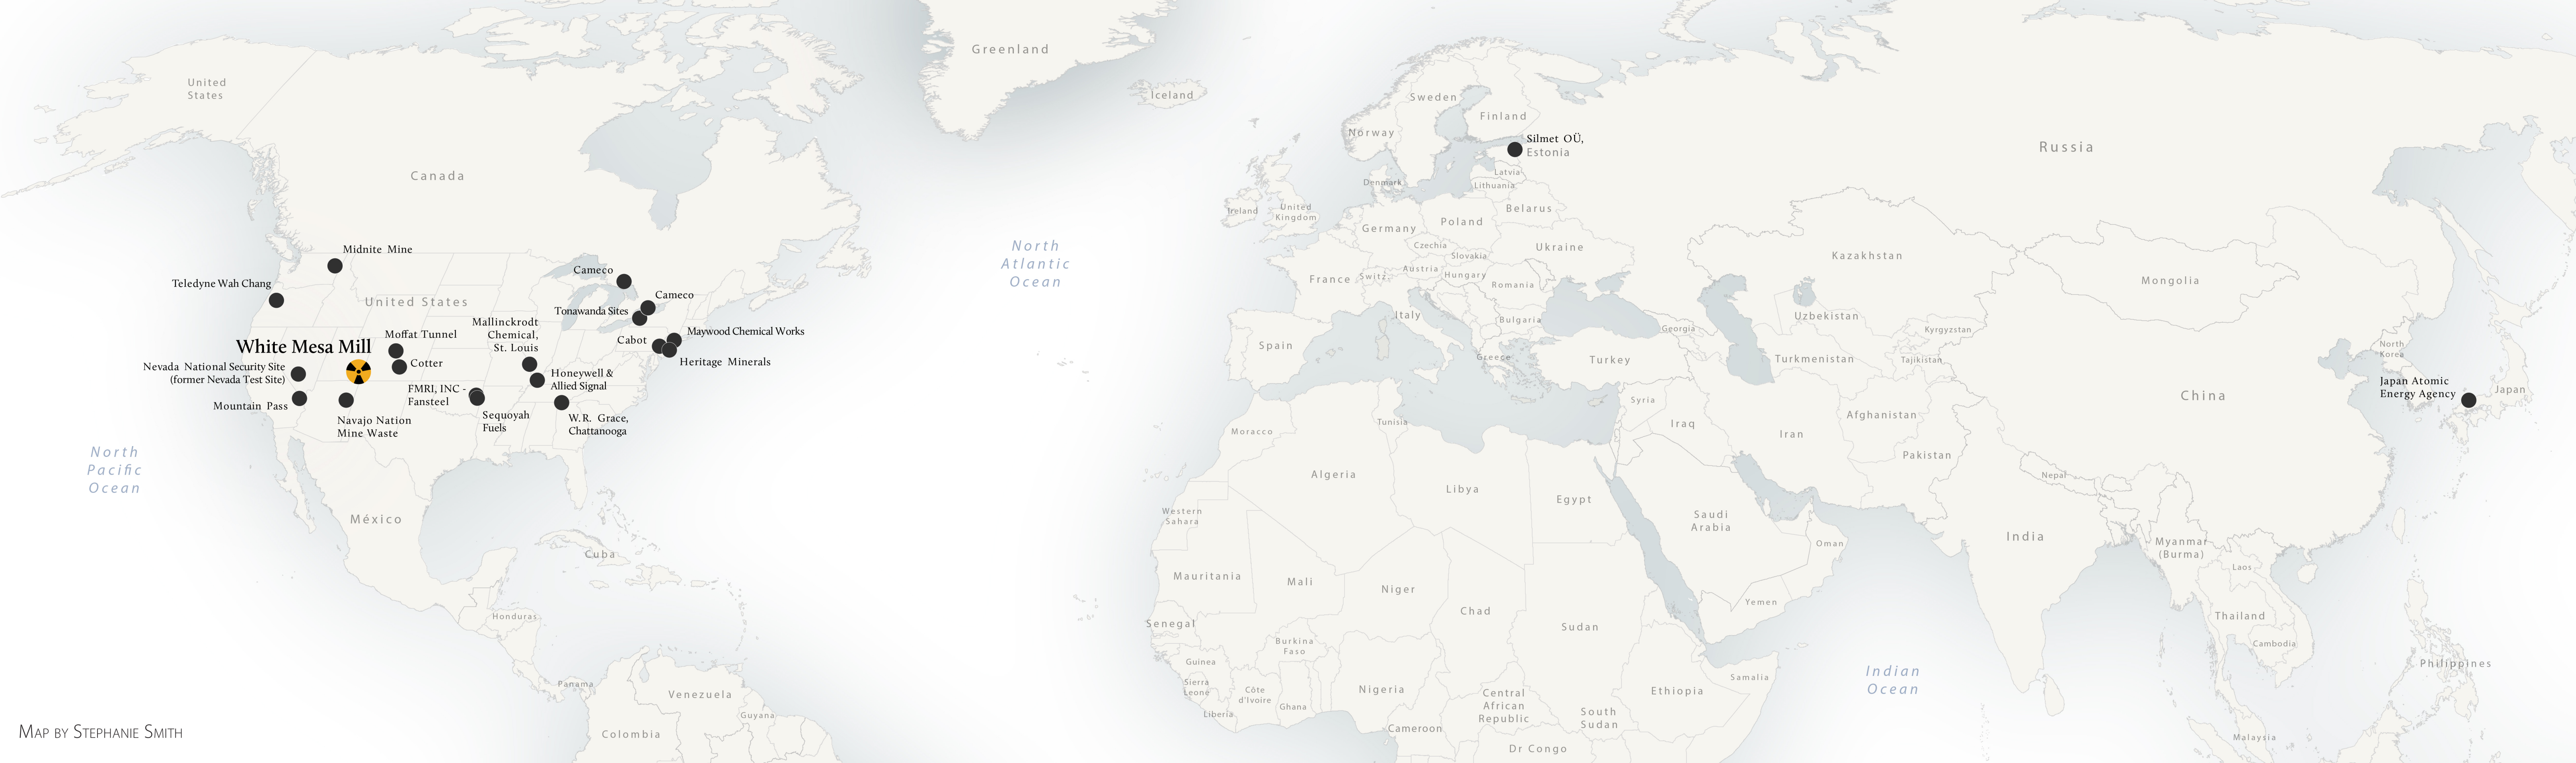 Greenland
United
States
Iceland
Sweden
Finland
Norway
Silmet OÜ,
Estonia
Russia
Canada
Latvia
Denmark
Lithuania
Ireland
United
Kingdom
Belarus
Poland
Germany
North
Atlantic
Ocean
Czechia
Ukraine
Slovakia
Kazakhstan
Midnite Mine
Cameco
Austria
Hungary
France
Switz.
Romania
Mongolia
Teledyne Wah Chang
Cameco
United States
Tonawanda Sites
Italy
Bulgaria
Uzbekistan
Georgia
Kyrgyzstan
Mallinckrodt
Chemical,
St. Louis
Moffat Tunnel
Maywood Chemical Works
Cabot
White Mesa Mill
Spain
Greece
Turkey
Turkmenistan
Tajikistan
North
Korea
Heritage Minerals
Cotter
Nevada National Security Site
(former Nevada Test Site)
Honeywell &
Allied Signal
Japan Atomic
Energy Agency
Japan
China
FMRI, INC -
Fansteel
Mountain Pass
Syria
Sequoyah
Fuels
W.R. Grace,
Chattanooga
Navajo Nation
Mine Waste
Tunisia
Morocco
Iraq
Afghanistan
Iran
Pakistan
North
Pacific
Ocean
Algeria
Libya
Egypt
Nepal
México
Western
Sahara
Saudi
Arabia
India
Oman
Myanmar
(Burma)
Cuba
Laos
Mauritania
Mali
Niger
Chad
Yemen
Honduras
Thailand
Senegal
Sudan
Burkina
Faso
Cambodia
Guinea
Philippines
Indian
Ocean
Samalia
Panama
Sierra
Leone
Côte
d'Ivoire
Nigeria
Central
African
Republic
Ethiopia
Venezuela
Guyana
Liberia
Ghana
South
Sudan
Cameroon
Colombia
Malaysia
Dr Congo
Map by Stephanie Smith